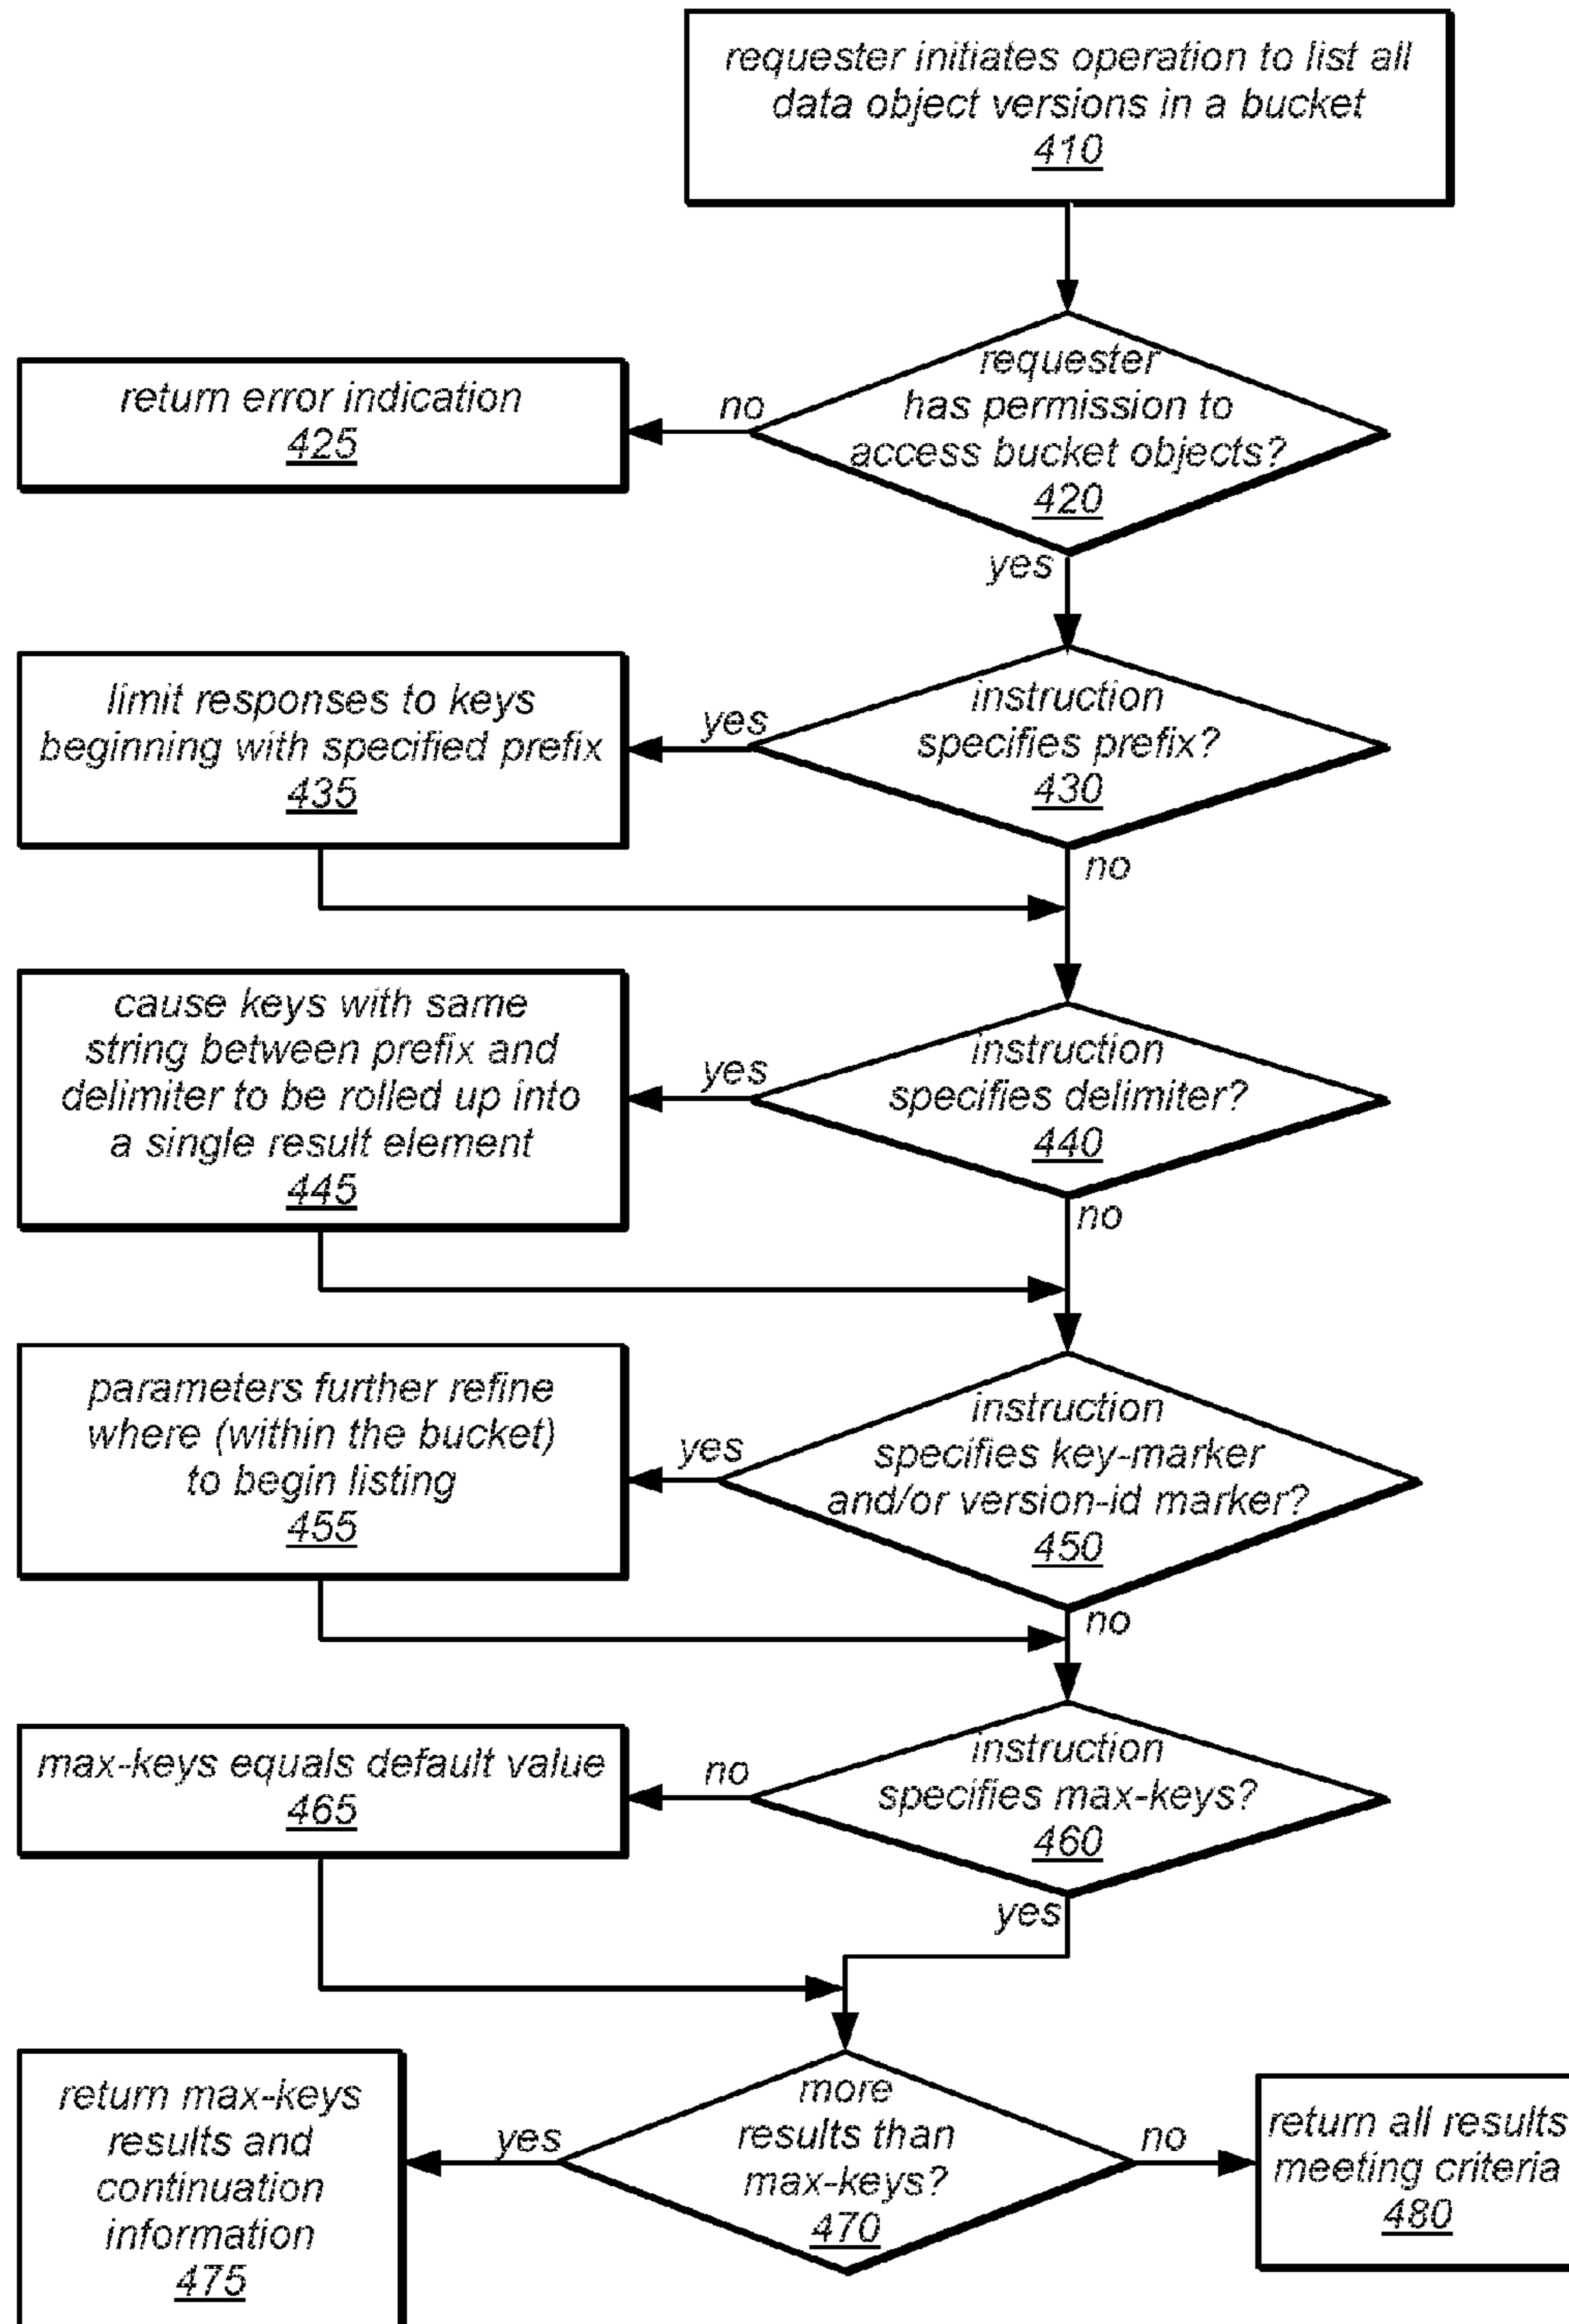 requester initiates operation to list all
data object versions in a bucket
410
requester
has permission to
access bucket objects?
420
no
return error indication
425
yes
instruction
specifies prefix?
430
yes
limit responses to keys
beginning with specified prefix
435
no
instruction
specifies delimiter?
440
yes
cause keys with same
string between prefix and
delimiter to be rolled up into
a single result element
445
no
instruction
specifies key-marker
and/or version-id marker?
450
yes
parameters further refine
where (within the bucket)
to begin listing
455
no
instruction
specifies max-keys?
460
no
max-keys equals default value
465
yes
more
results than
max-keys?
470
yes
return max-keys
results and
continuation
information
475
no
return all results
meeting criteria
480